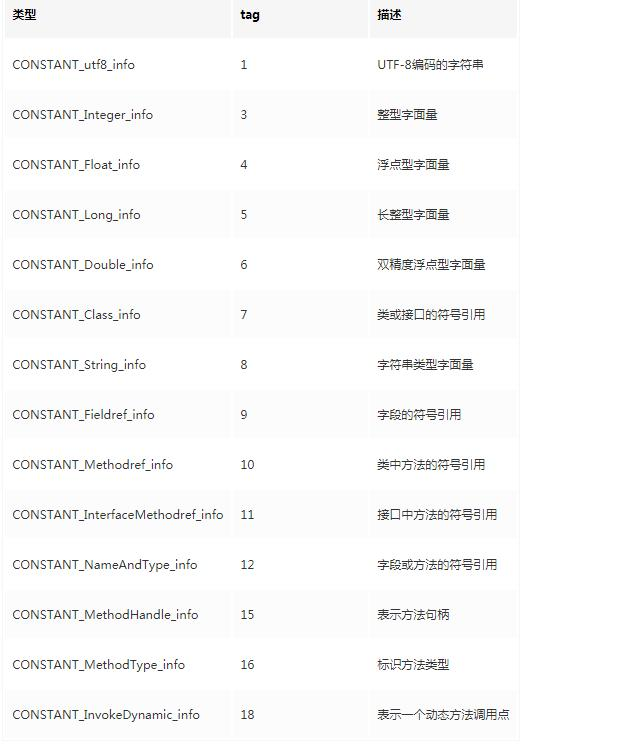 类型 tag 描述
CONSTANT_utf8_info 1 UTF-8编码的字符串
CONSTANT_Integer_info 3 整型字面量
CONSTANT_Float_info 4 浮点型字面量
CONSTANT_Long_info 5 长整型字面量
CONSTANT_Double_info 6 双精度浮点型字面量
CONSTANT_Class_info 7 类或接口的符号引用
CONSTANT_String_info 8 字符串类型字面量
CONSTANT_Fieldref_info 9 字段的符号引用
CONSTANT_Methodref_info 10 类中方法的符号引用
CONSTANT_InterfaceMethodref_info 11 接口中方法的符号引用
CONSTANT_NameAndType_info 12 字段或方法的符号引用
CONSTANT_MethodHandle_info 15 表示方法句柄
CONSTANT_MethodType_info 16 标识方法类型
CONSTANT_InvokeDynamic_info 18 表示一个动态方法调用点